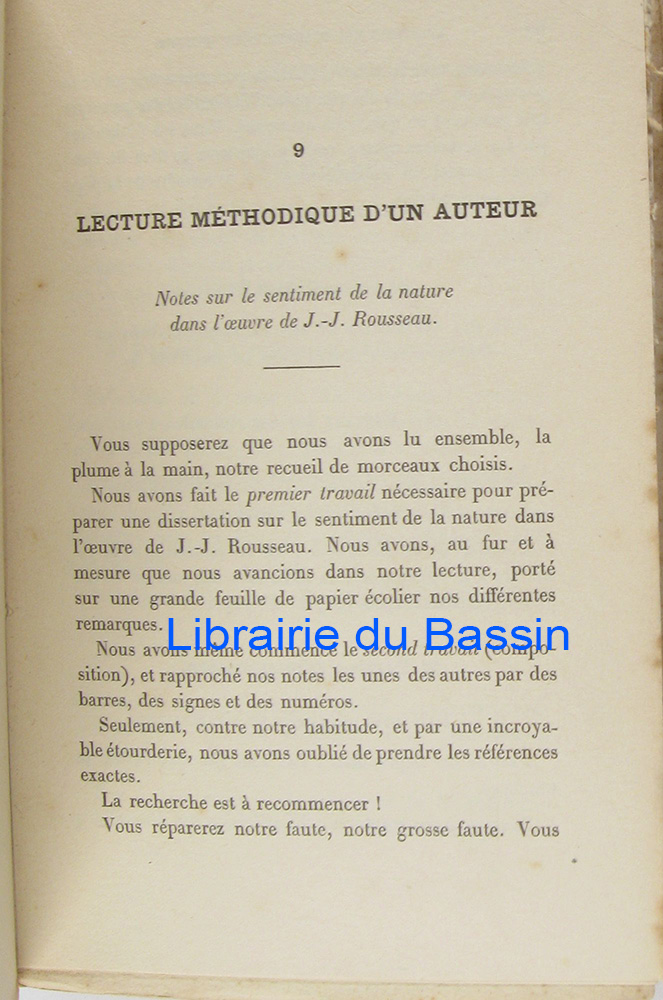 9
LECTURE MÉTHODIQUE D'UN AUTEUR
Notes sur le sentiment de la nature
dans l'œuvre de J.-J. Rousseau.
Vous supposerez que nous avons lu ensemble, la
plume à la main, notre recueil de morceaux choisis.
Nous avons fait le premier travail nécessaire pour pré-
parer une dissertation sur le sentiment de la nature dans
l'œuvre de J.-J. Rousseau. Nous avons, au fur et à
mesure que nous avancions dans notre lecture, porté
sur une grande feuille de papier écolier nos différentes
remarques.
Librairie du Bassin
Nous avons même commencé le second travail (compo-
sition), et rapproché nos notes les unes des autres par des
barres, des signes et des numéros.
Seulement, contre notre habitude, et par une incroya-
ble étourderie, nous avons oublié de prendre les références
exactes.
La recherche est à recommencer !
Vous réparerez notre faute, notre grosse faute. Vous